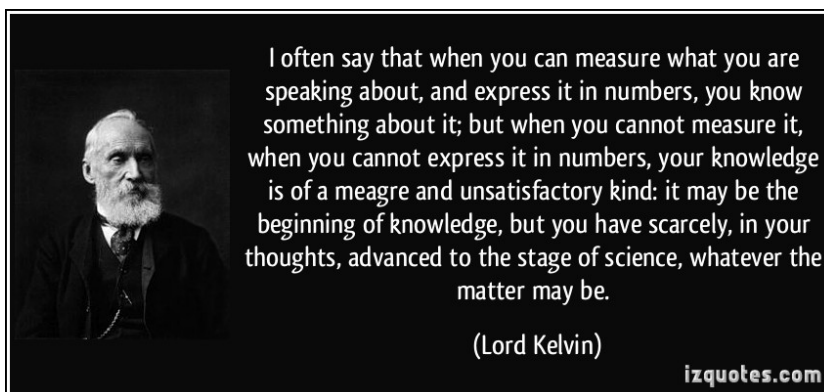 I often say that when you can measure what you are
speaking about, and express it in numbers, you know
something about it; but when you cannot measure it,
when you cannot express it in numbers, your knowledge
is of a meagre and unsatisfactory kind: it may be the
beginning of knowledge, but you have scarcely, in your
thoughts, advanced to the stage of science, whatever the
matter may be.
(Lord Kelvin)
izquotes.com